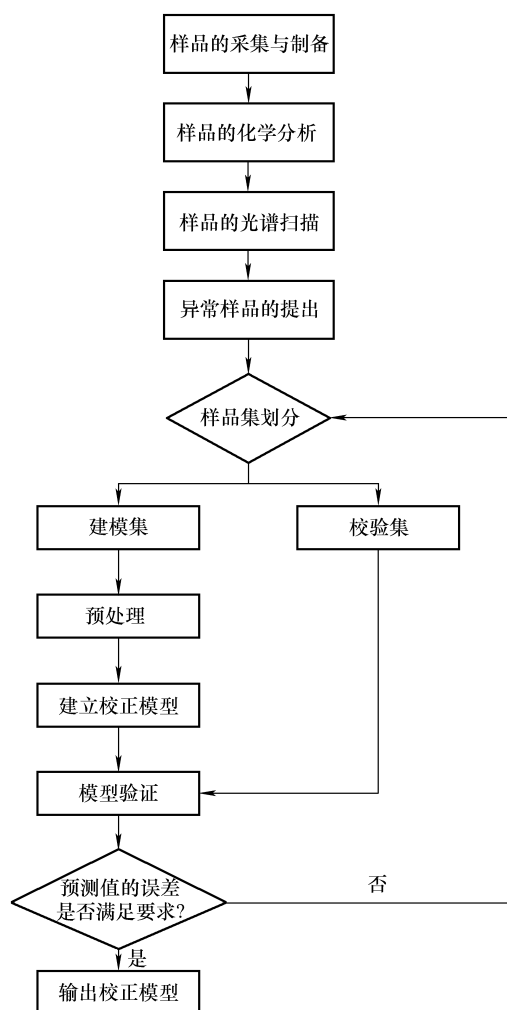 样品的采集与制备
样品的化学分析
样品的光谱扫描
异常样品的提出
样品集划分
建模集
校验集
预处理
建立校正模型
模型验证
预测值的误差
是否满足要求?
否
是
输出校正模型